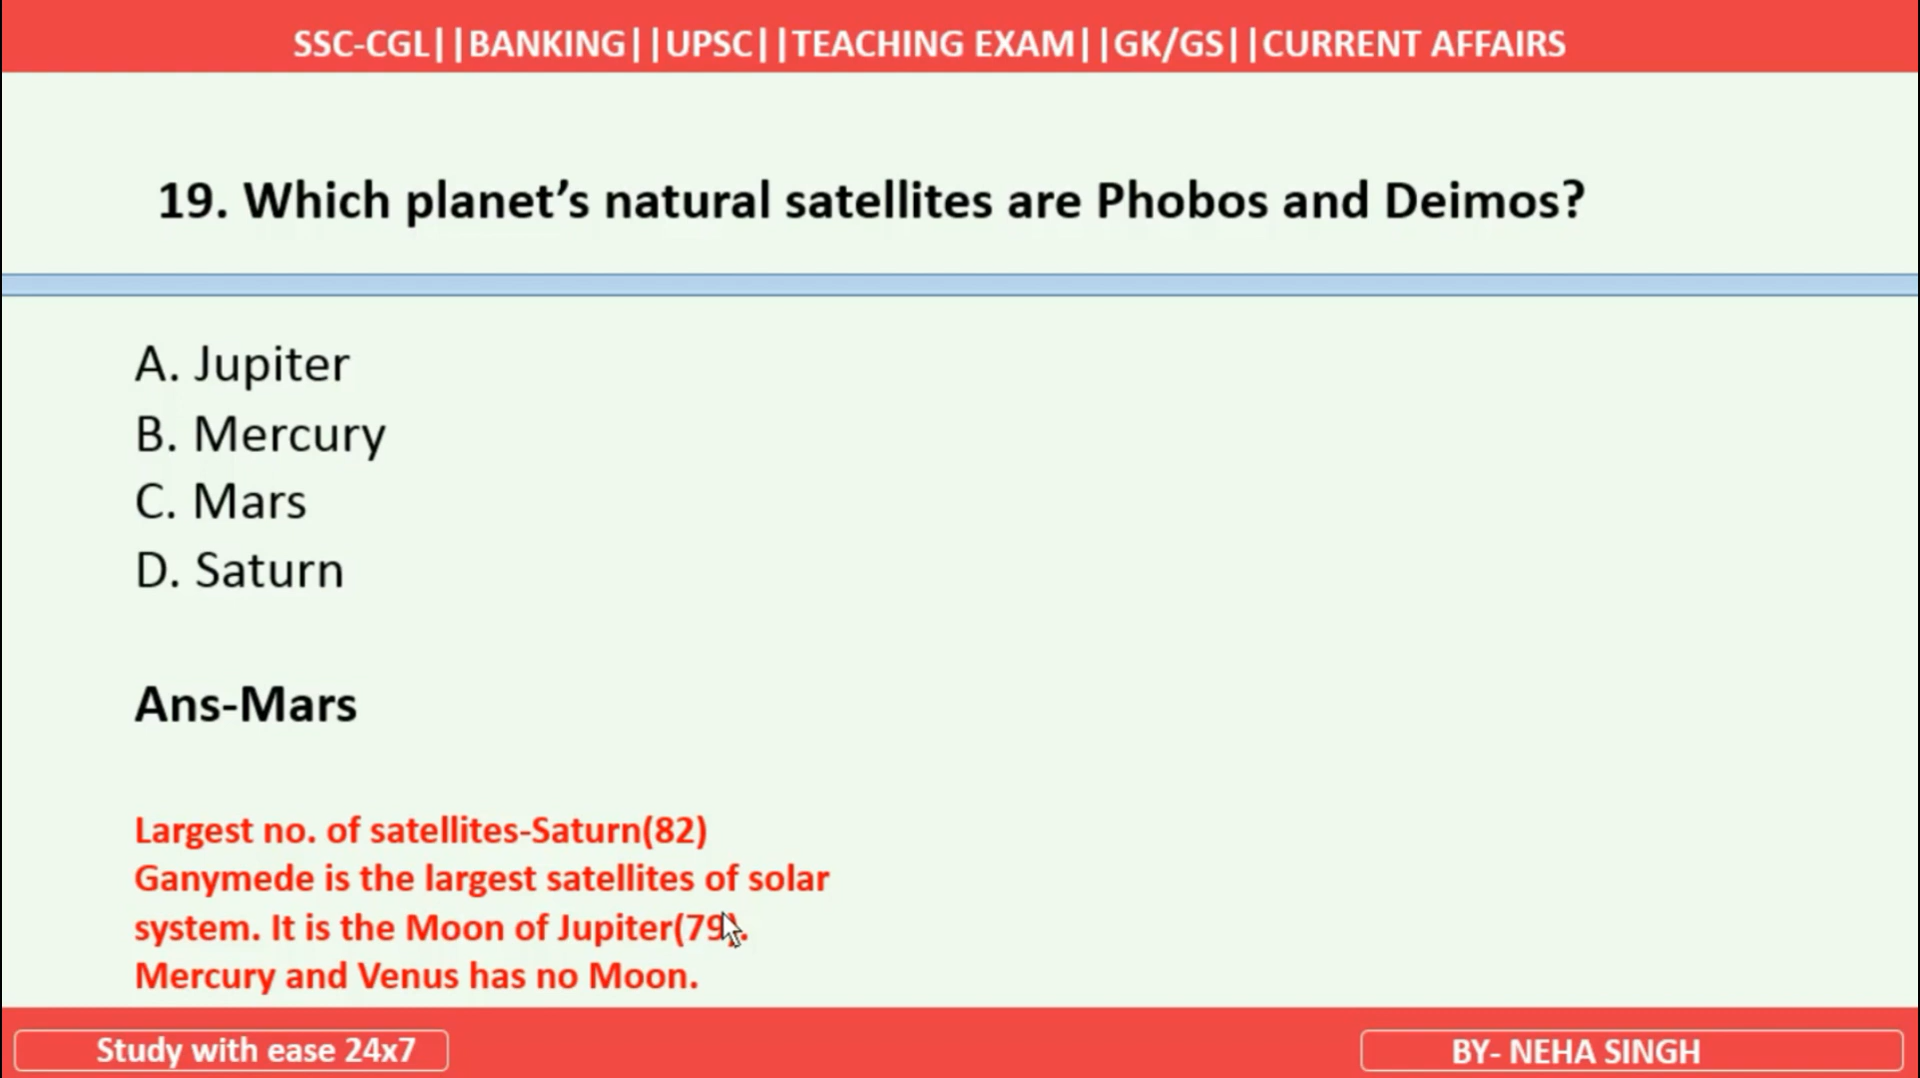 SSC-CGL||BANKING||UPSC||TEACHING EXAM||GK/GS||CURRENT AFFAIRS
19. Which planet’s natural satellites are Phobos and Deimos?
A. Jupiter
B. Mercury
C. Mars
D. Saturn
Ans-Mars
Largest no. of satellites-Saturn(82)
Ganymede is the largest satellites of solar
system. It is the Moon of Jupiter(79).
Mercury and Venus has no Moon.
Study with ease 24x7
BY- NEHA SINGH